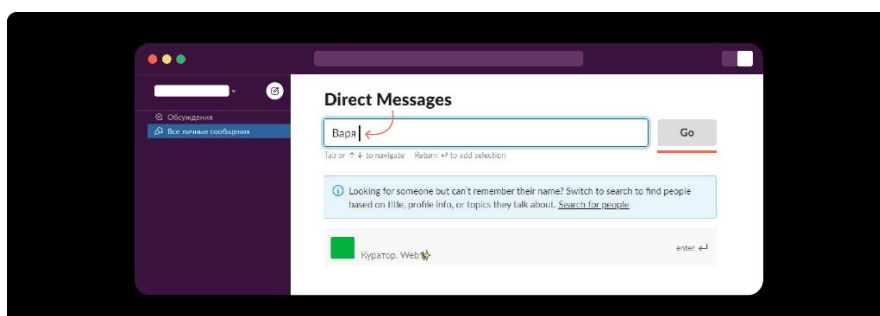 Обсуждения
Все личные сообщения
Direct Messages
Варя
Go
Tab or ↑ ↓ to navigate Return ↵ to add selection
Looking for someone but can't remember their name? Switch to search to find people
based on title, profile info, or topics they talk about. Search for people
Куратор. Web
enter ↵